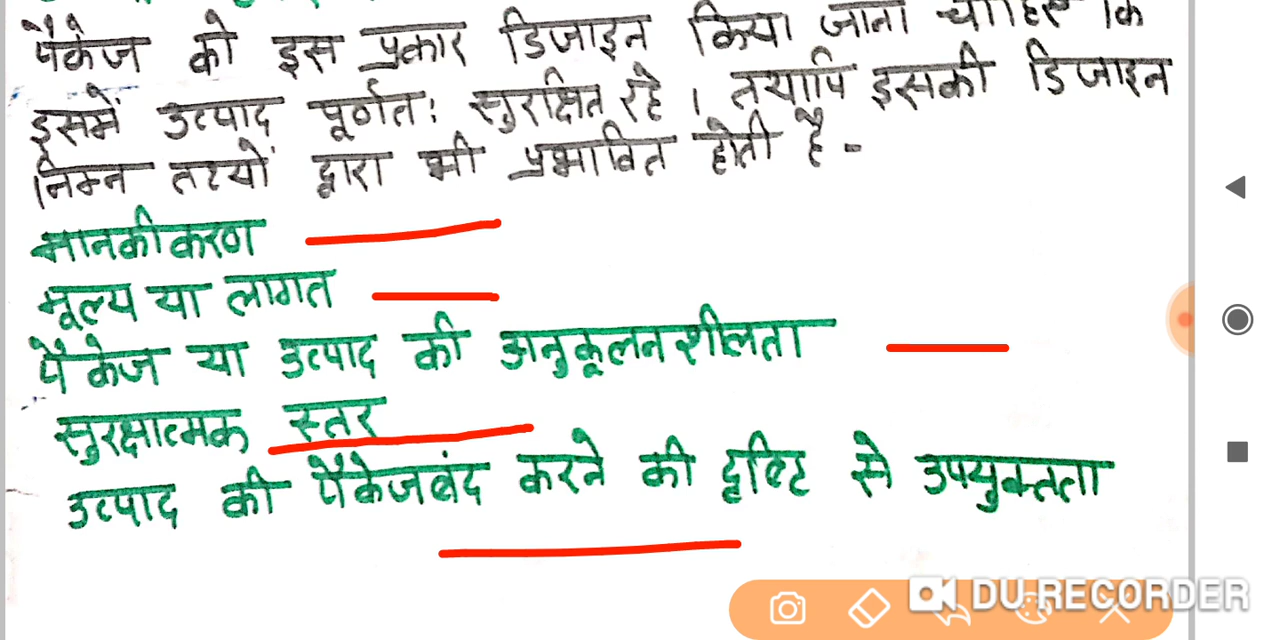 पैकेज को इस प्रकार डिजाइन किया जाना चाहिए कि
इसमें उत्पाद पूर्णतः सुरक्षित रहे । तथापि इसकी डिजाइन
निम्न तथ्यों द्वारा भी प्रभावित होती है -
मानकीकरण
मूल्य या लागत
पैकेज या उत्पाद की अनुकूलनशीलता
सुरक्षात्मक स्तर
उत्पाद की पैकेजबंद करने की दृष्टि से उपयुक्तता
DU RECORDER